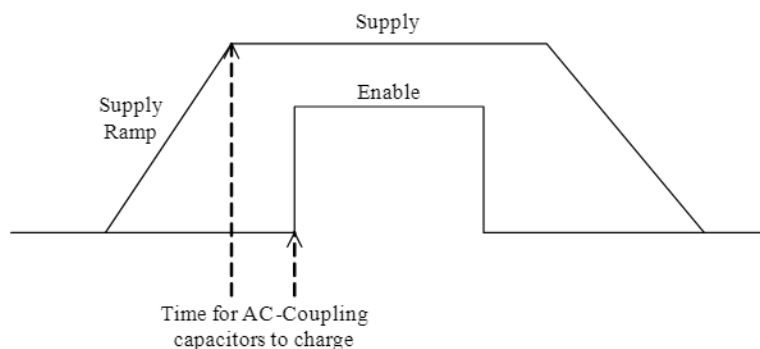 Supply
Enable
Supply
Ramp
Time for AC-Coupling
capacitors to charge